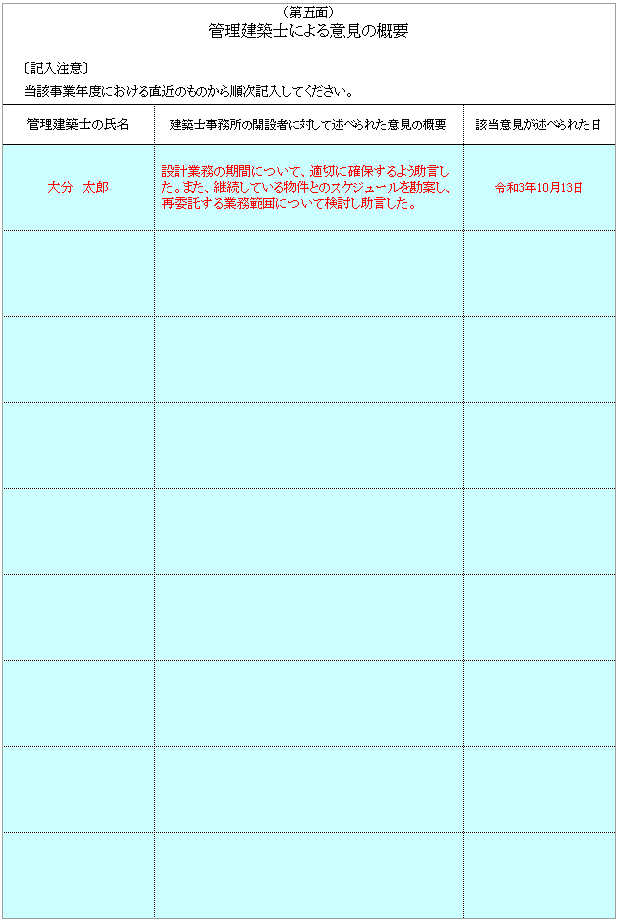 （第五面）
管理建築士による意見の概要
〔記入注意〕
当該事業年度における直近のものから順次記入してください。
管理建築士の氏名
建築士事務所の開設者に対して述べられた意見の概要
該当意見が述べられた日
大分　太郎
設計業務の期間について、適切に確保するよう助言し
た。また、継続している物件とのスケジュールを勘案し、
再委託する業務範囲について検討し助言した。
令和3年10月13日